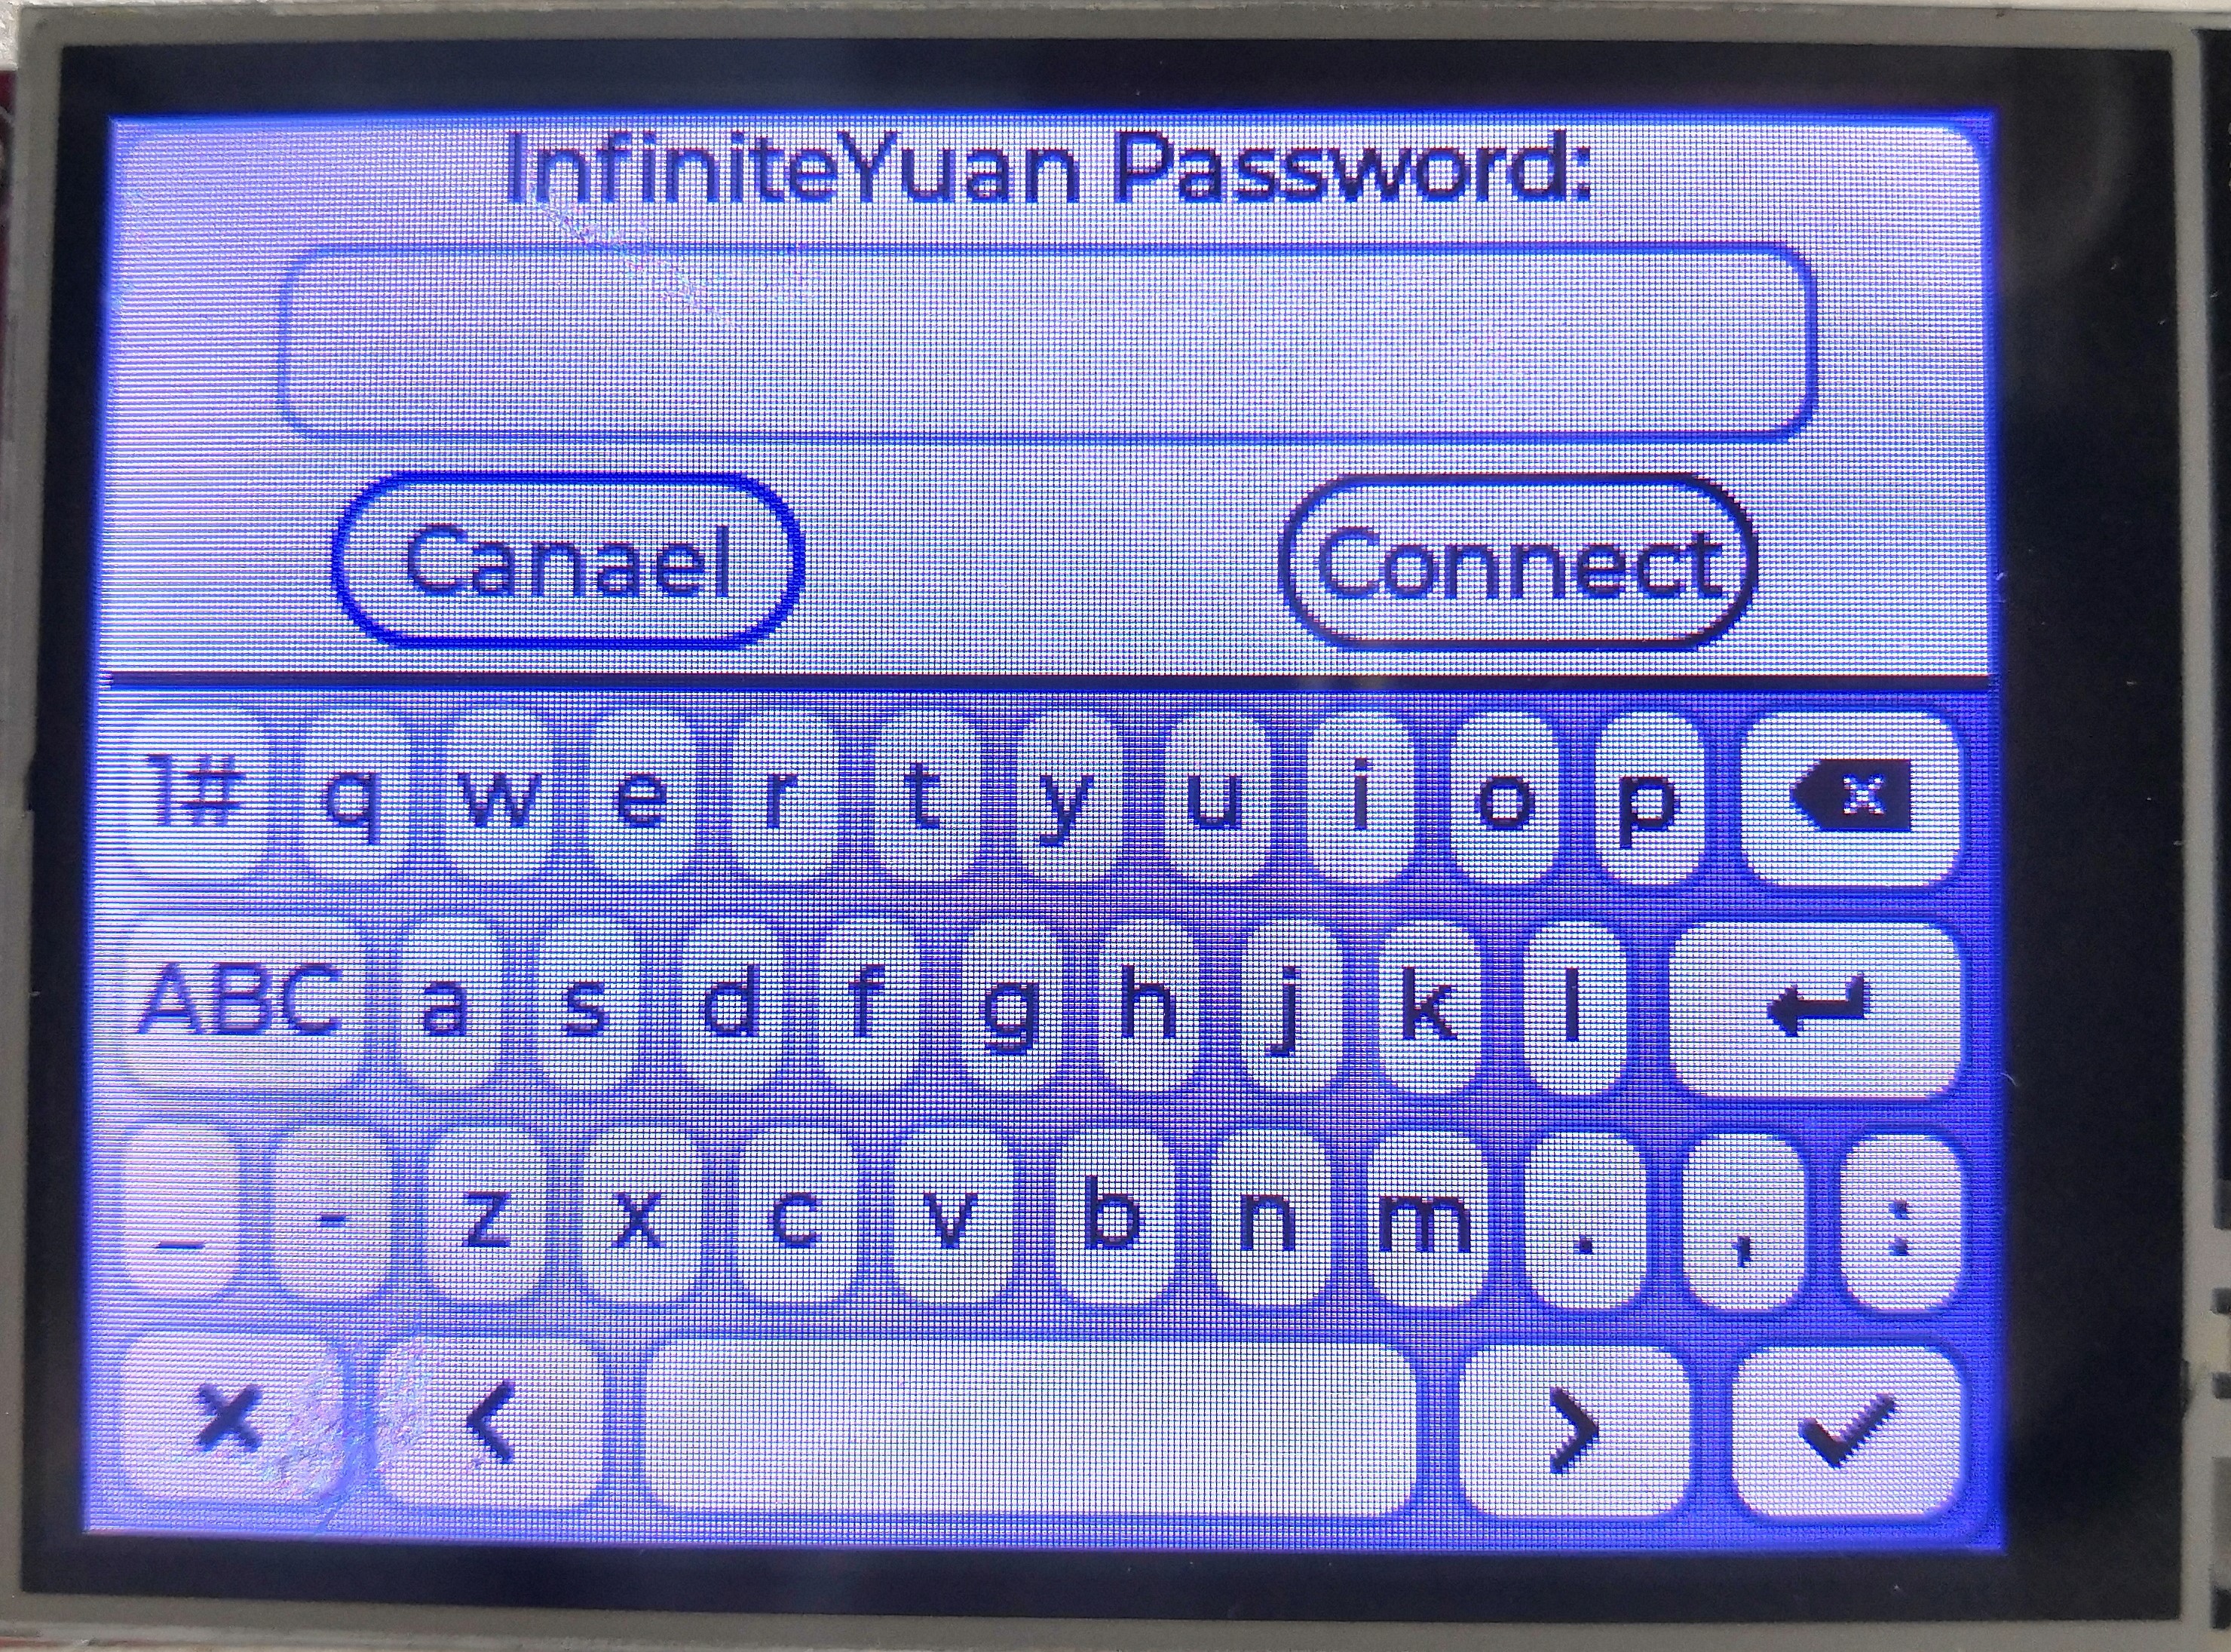 InfiniteYuan Password:
Canael Connect
1# q w e r t y u i o p
ABC a s d f g h j k l
_ - z x c v b n m . , :